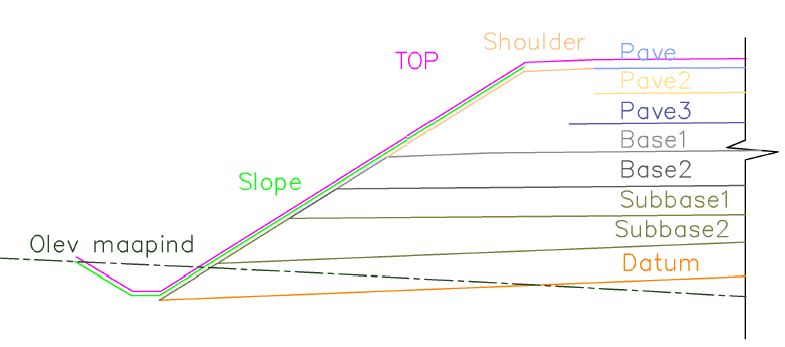 Shoulder
TOP
Pave
Pave2
Pave3
Base1
Base2
Slope
Subbase1
Subbase2
Olev maapind
Datum